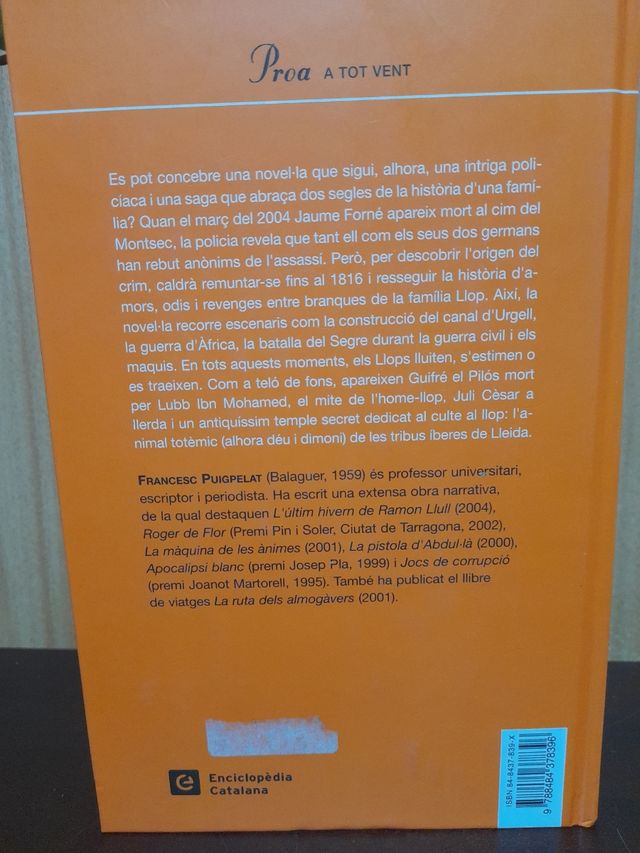 Proa A TOT VENT
Es pot concebre una novel·la que sigui, alhora, una intriga poli-
cíaca i una saga que abraça dos segles de la història d'una famí-
lia? Quan el març del 2004 Jaume Forné apareix mort al cim del
Montsec, la policia revela que tant ell com els seus dos germans
han rebut anònims de l'assassí. Però, per descobrir l'origen del
crim, caldrà remuntar-se fins al 1816 i resseguir la història d'a-
mors, odis i revenges entre branques de la família Llop. Així, la
novel·la recorre escenaris com la construcció del canal d'Urgell,
la guerra d'Àfrica, la batalla del Segre durant la guerra civil i els
maquis. En tots aquests moments, els Llops lluiten, s'estimen o
es traeixen. Com a teló de fons, apareixen Guifré el Pilós mort
per Lubb Ibn Mohamed, el mite de l'home-llop, Juli Cèsar a
Ilerda i un antiquíssim temple secret dedicat al culte al llop: l'a-
nimal totèmic (alhora déu i dimoni) de les tribus íberes de Lleida.
FRANCESC PUIGPELAT (Balaguer, 1959) és professor universitari,
escriptor i periodista. Ha escrit una extensa obra narrativa,
de la qual destaquen L'últim hivern de Ramon Llull (2004),
Roger de Flor (Premi Pin i Soler, Ciutat de Tarragona, 2002),
La màquina de les ànimes (2001), La pistola d'Abdul·là (2000),
Apocalipsi blanc (premi Josep Pla, 1999) i Jocs de corrupció
(premi Joanot Martorell, 1995). També ha publicat el llibre
de viatges La ruta dels almogàvers (2001).
Enciclopèdia
Catalana
ISBN 84-8437-839-X
9 788484 378396